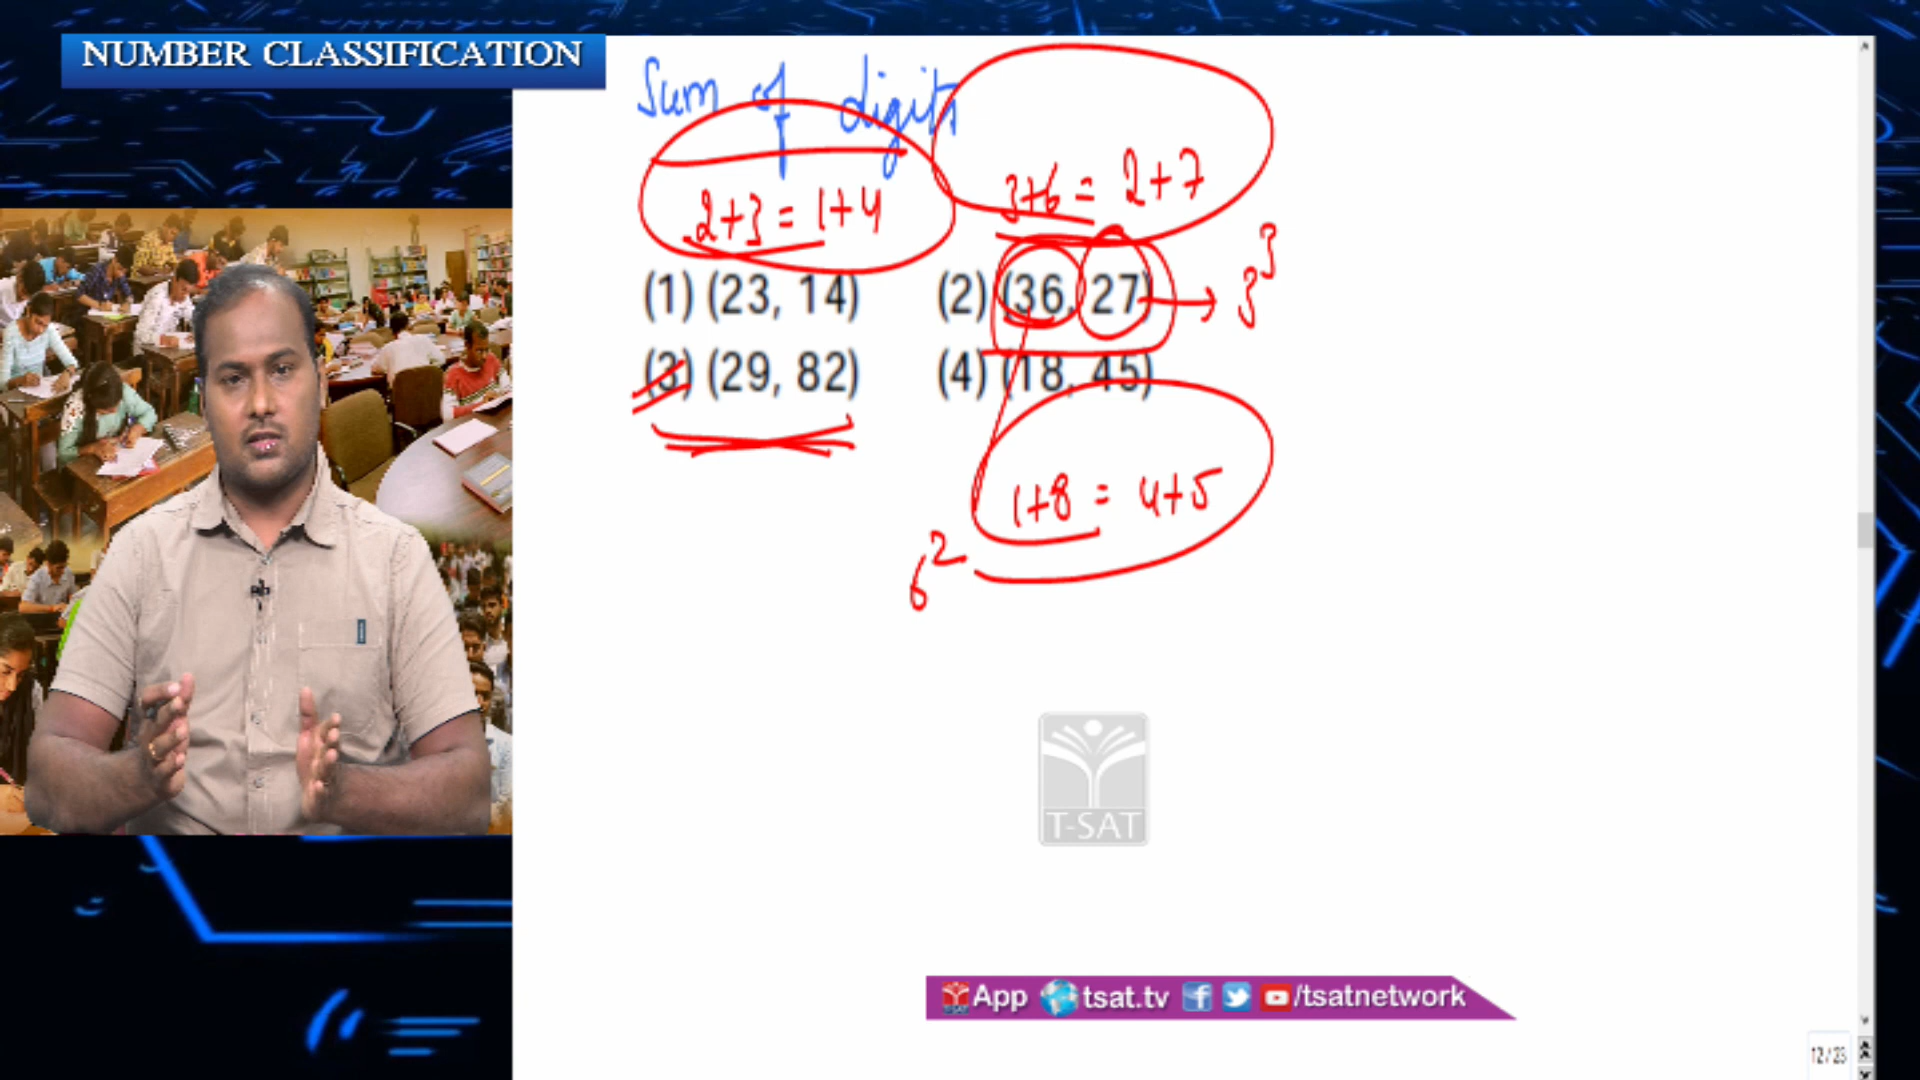 NUMBER CLASSIFICATION
Sum of digits
2+3 = 1+4
3+6 = 2+7
(1) (23, 14)
(2) (36, 27) → 3³
(3) (29, 82)
(4) (18, 45)
1+8 = 4+5
6²
T-SAT
T-SAT App tsat.tv /tsatnetwork
12 / 23